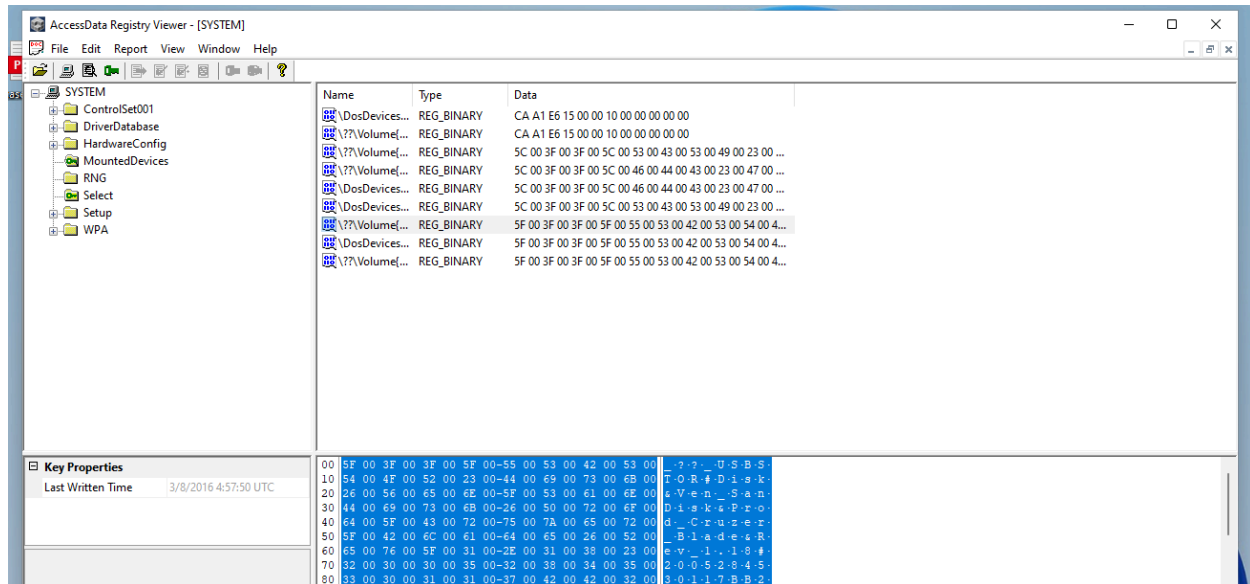 AccessData Registry Viewer - [SYSTEM]
File Edit Report View Window Help
SYSTEM
ControlSet001
DriverDatabase
HardwareConfig
MountedDevices
RNG
Select
Setup
WPA
Name Type Data
\DosDevices... REG_BINARY CA A1 E6 15 00 00 10 00 00 00 00 00
\??\Volume{... REG_BINARY CA A1 E6 15 00 00 10 00 00 00 00 00
\??\Volume{... REG_BINARY 5C 00 3F 00 3F 00 5C 00 53 00 43 00 53 00 49 00 23 00 ...
\??\Volume{... REG_BINARY 5C 00 3F 00 3F 00 5C 00 46 00 44 00 43 00 23 00 47 00 ...
\DosDevices... REG_BINARY 5C 00 3F 00 3F 00 5C 00 46 00 44 00 43 00 23 00 47 00 ...
\DosDevices... REG_BINARY 5C 00 3F 00 3F 00 5C 00 53 00 43 00 53 00 49 00 23 00 ...
\??\Volume{... REG_BINARY 5F 00 3F 00 3F 00 5F 00 55 00 53 00 42 00 53 00 54 00 4...
\DosDevices... REG_BINARY 5F 00 3F 00 3F 00 5F 00 55 00 53 00 42 00 53 00 54 00 4...
\??\Volume{... REG_BINARY 5F 00 3F 00 3F 00 5F 00 55 00 53 00 42 00 53 00 54 00 4...
Key Properties
Last Written Time 3/8/2016 4:57:50 UTC
00 5F 00 3F 00 3F 00 5F 00-55 00 53 00 42 00 53 00 _·?·?·_·U·S·B·S·
10 54 00 4F 00 52 00 23 00-44 00 69 00 73 00 6B 00 T·O·R·#·D·i·s·k·
20 26 00 56 00 65 00 6E 00-5F 00 53 00 61 00 6E 00 &·V·e·n·_·S·a·n·
30 44 00 69 00 73 00 6B 00-26 00 50 00 72 00 6F 00 D·i·s·k·&·P·r·o·
40 64 00 5F 00 43 00 72 00-75 00 7A 00 65 00 72 00 d·_·C·r·u·z·e·r·
50 5F 00 42 00 6C 00 61 00-64 00 65 00 26 00 52 00 _·B·l·a·d·e·&·R·
60 65 00 76 00 5F 00 31 00-2E 00 31 00 38 00 23 00 e·v·_·1·.·1·8·#·
70 32 00 30 00 30 00 35 00-32 00 38 00 34 00 35 00 2·0·0·5·2·8·4·5·
80 33 00 30 00 31 00 31 00-37 00 42 00 42 00 32 00 3·0·1·1·7·B·B·2·